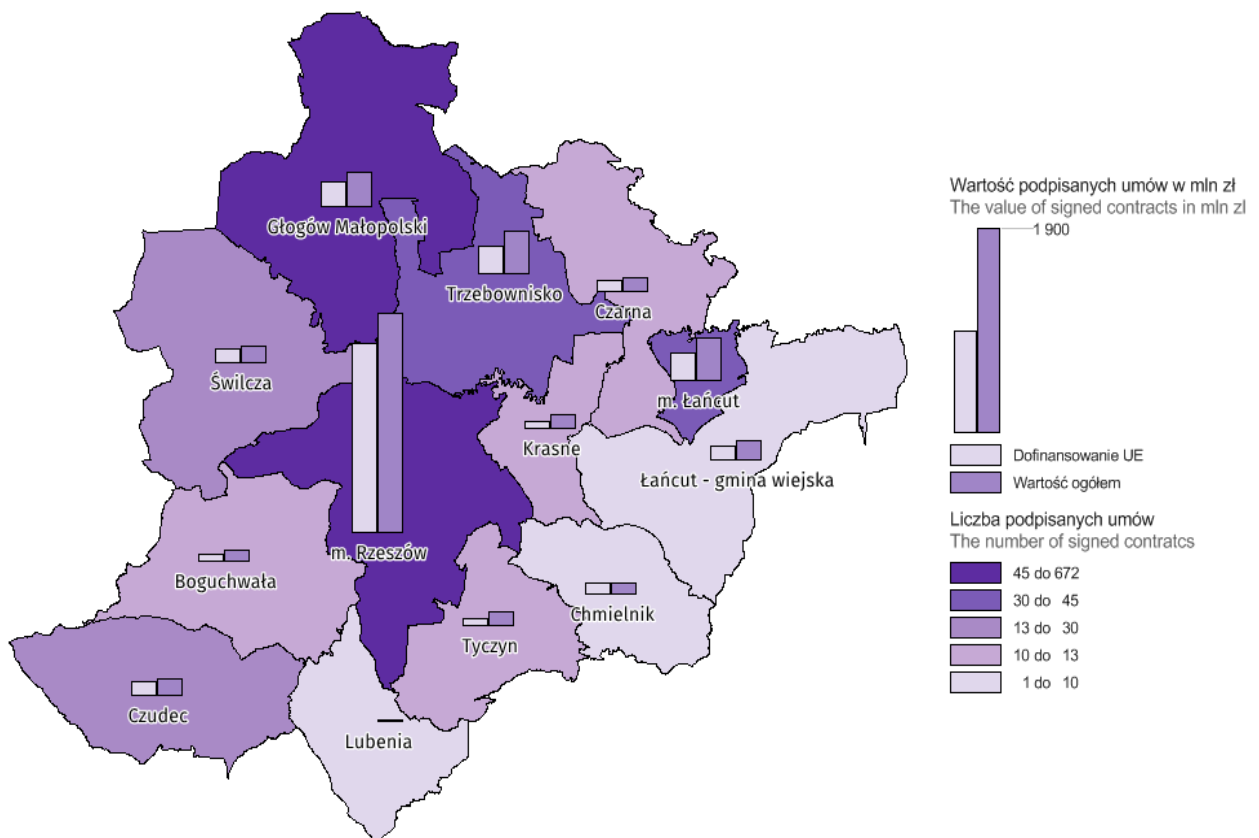 Głogów Małopolski
Trzebownisko
Czarna
Świlcza
m. Łańcut
Krasne
Łańcut - gmina wiejska
m. Rzeszów
Boguchwała
Chmielnik
Tyczyn
Czudec
Lubenia
Wartość podpisanych umów w mln zł
The value of signed contracts in mln zl
1 900
Dofinansowanie UE
Wartość ogółem
Liczba podpisanych umów
The number of signed contratcs
45 do 672
30 do 45
13 do 30
10 do 13
1 do 10